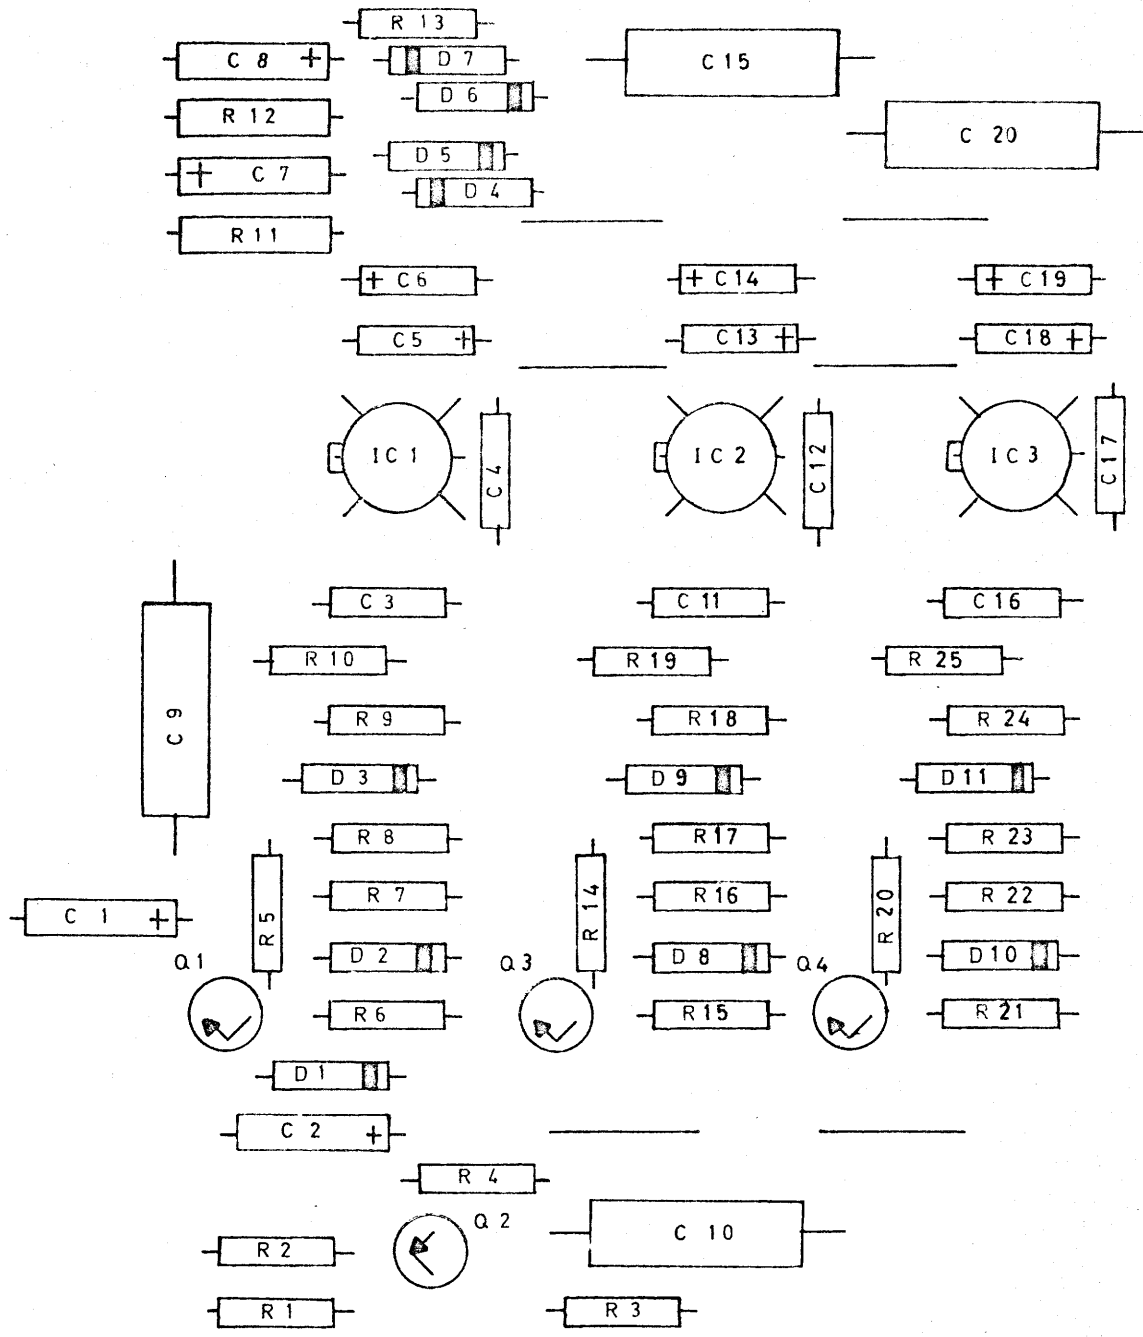 R 13
C 8 +
D 7
C 15
D 6
R 12
C 20
D 5
+ C 7
D 4
R 11
+ C 6
+ C 14
+ C 19
C 5 +
C 13 +
C 18 +
IC 1
C 4
IC 2
C 12
IC 3
C 17
C 3
C 11
C 16
R 10
R 19
R 25
C 9
R 9
R 18
R 24
D 3
D 9
D 11
R 8
R 17
R 23
R 7
R 16
R 22
C 1 +
R 5
R 14
R 20
Q 1
D 2
Q 3
D 8
Q 4
D 10
R 6
R 15
R 21
D 1
C 2 +
R 4
Q 2
C 10
R 2
R 1
R 3